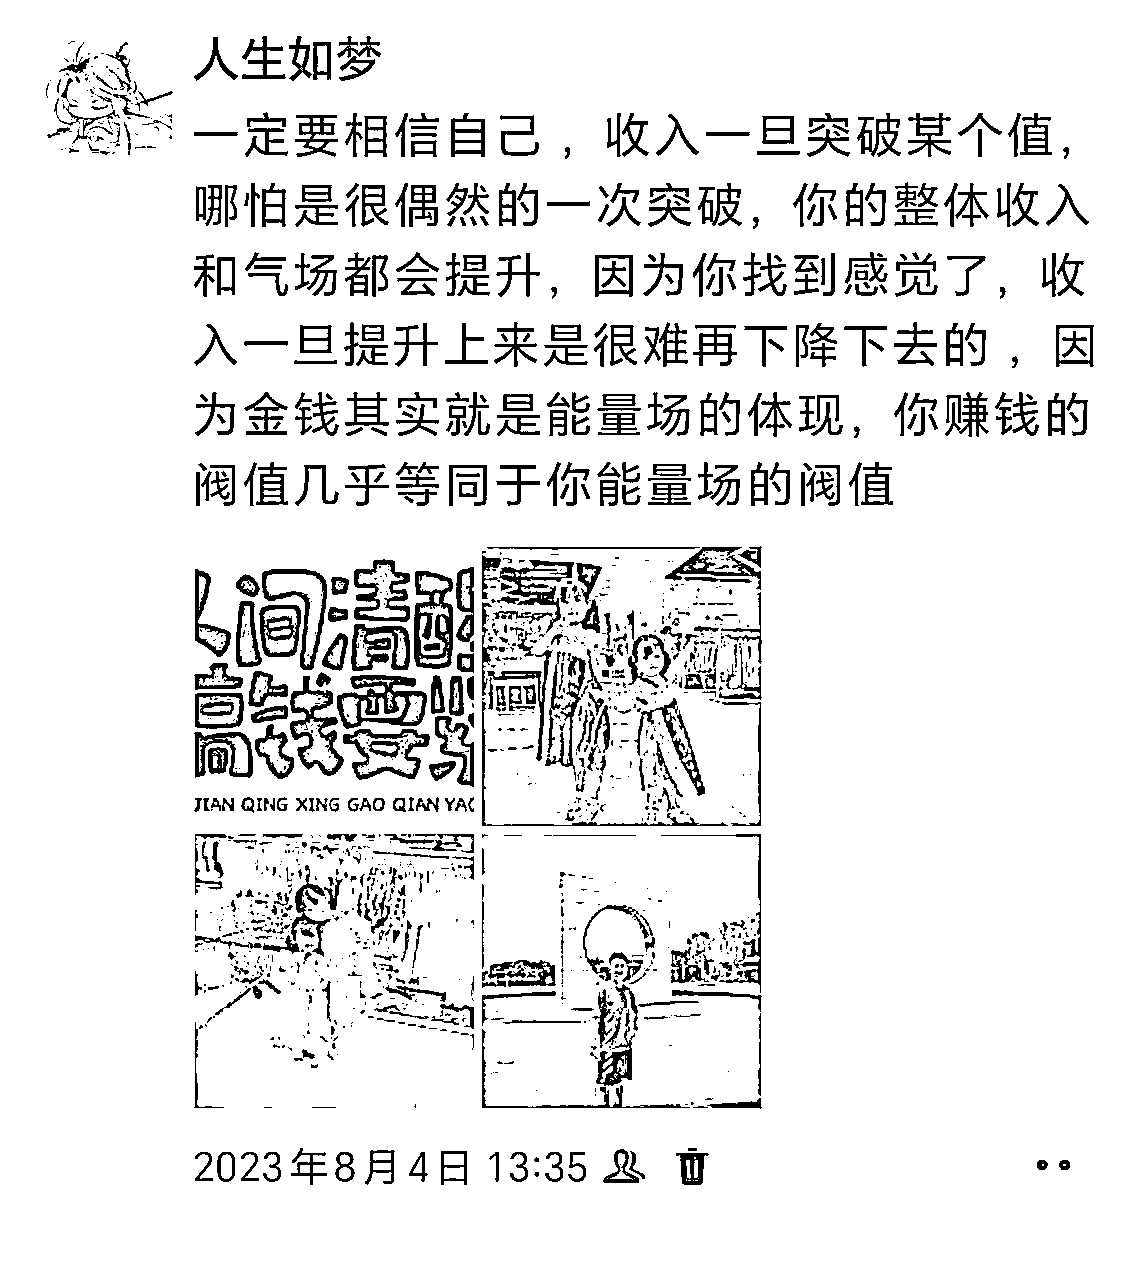 人生如梦
一定要相信自己，收入一旦突破某个值，
哪怕是很偶然的一次突破，你的整体收入
和气场都会提升，因为你找到感觉了，收
入一旦提升上来是很难再下降下去的，因
为金钱其实就是能量场的体现，你赚钱的
阀值几乎等同于你能量场的阀值
人间清醒
高钱要
JIAN QING XING GAO QIAN YAO
2023年8月4日 13:35